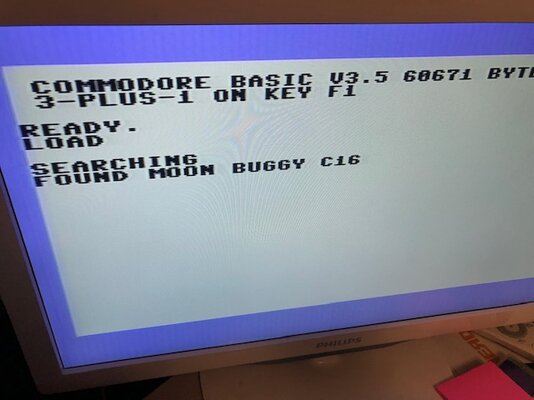 COMMODORE BASIC V3.5 60671 BYTE
3-PLUS-1 ON KEY F1
READY.
LOAD
SEARCHING
FOUND MOON BUGGY C16
PHILIPS